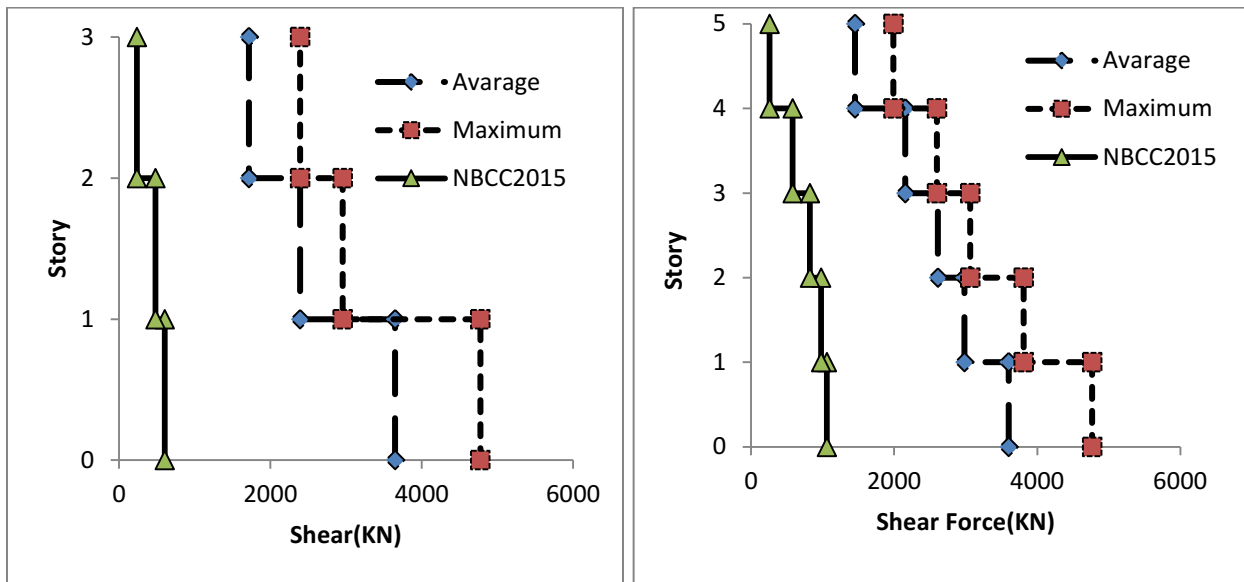 3
2
1
0
Story
0
2000
4000
6000
Shear(KN)
Avarage
Maximum
NBCC2015
5
4
3
2
1
0
Story
0
2000
4000
6000
Shear Force(KN)
Avarage
Maximum
NBCC2015